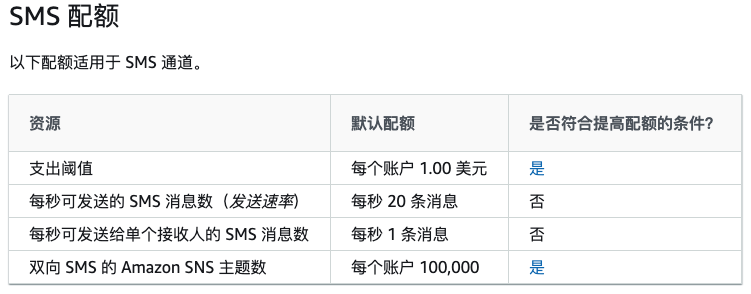 SMS 配额
以下配额适用于 SMS 通道。
资源 默认配额 是否符合提高配额的条件?
支出阈值 每个账户 1.00 美元 是
每秒可发送的 SMS 消息数（发送速率） 每秒 20 条消息 否
每秒可发送给单个接收人的 SMS 消息数 每秒 1 条消息 否
双向 SMS 的 Amazon SNS 主题数 每个账户 100,000 是